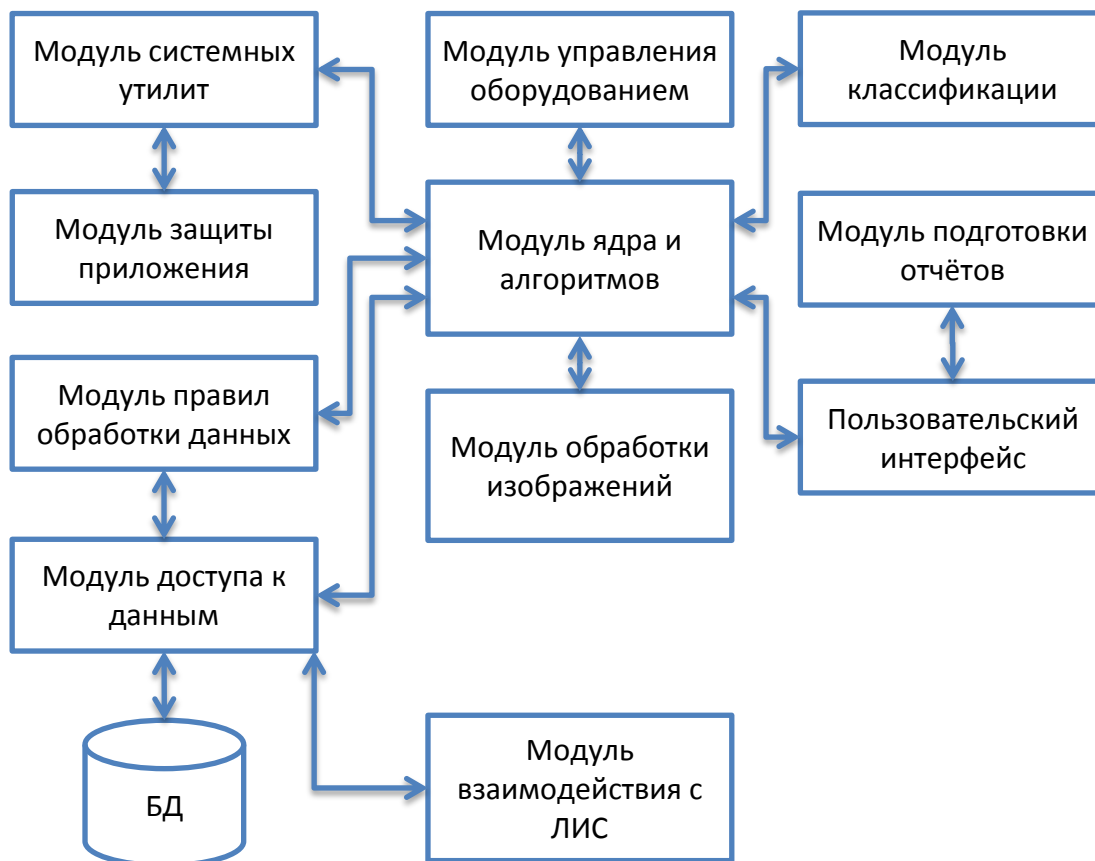 Модуль системных
утилит
Модуль управления
оборудованием
Модуль
классификации
Модуль защиты
приложения
Модуль ядра и
алгоритмов
Модуль подготовки
отчётов
Модуль правил
обработки данных
Модуль обработки
изображений
Пользовательский
интерфейс
Модуль доступа к
данным
БД
Модуль
взаимодействия с
ЛИС